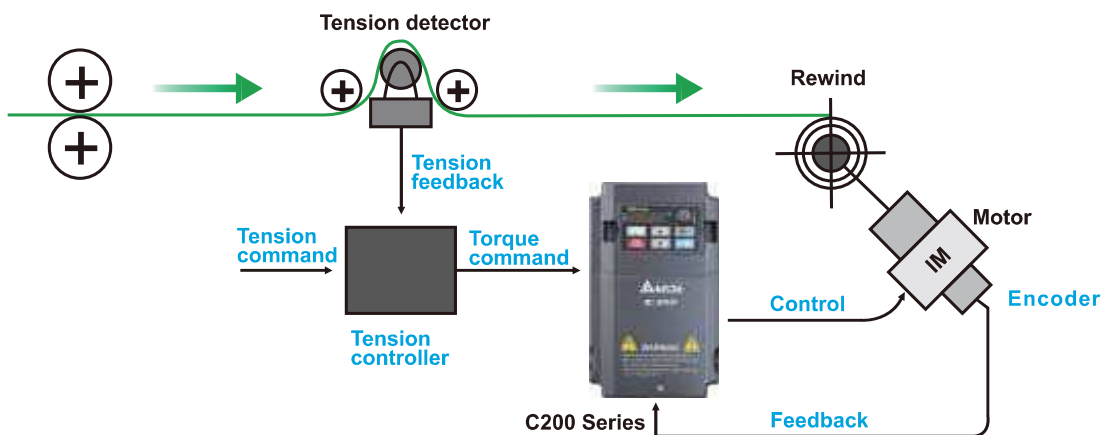 Tension detector
Rewind
Tension
feedback
Motor
IM
Tension
command
Torque
command
Control
Encoder
Tension
controller
C200 Series
Feedback